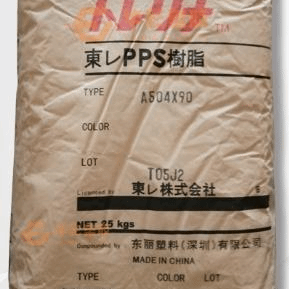 トレリナ™
東レPPS樹脂
TYPE A504X90
COLOR
LOT T05J2
Licensed by 東レ株式会社 S
NET 25 kgs
Compounded by 东丽塑料（深圳）有限公司
MADE IN CHINA
TYPE COLOR LOT